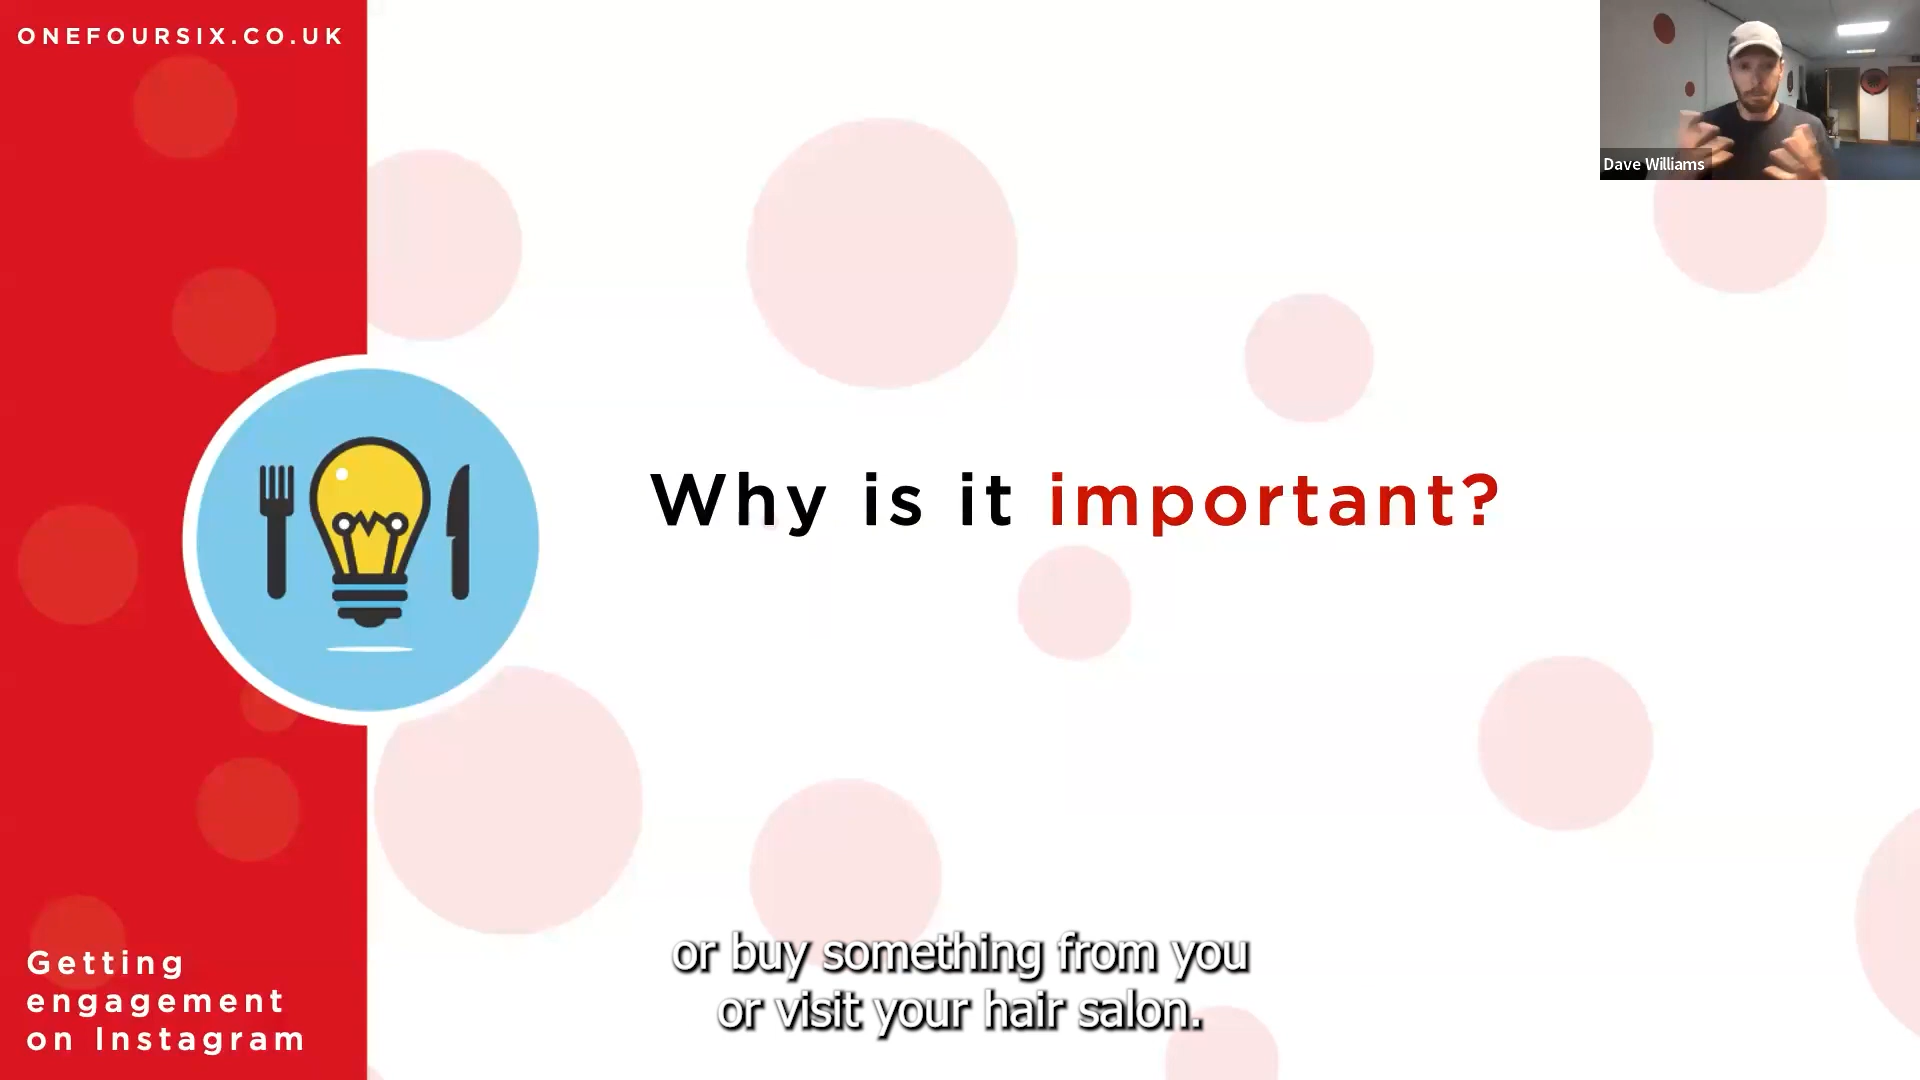 ONEFOURSIX.CO.UK
Dave Williams
Why is it important?
Getting
engagement
on Instagram
or buy something from you
or visit your hair salon.